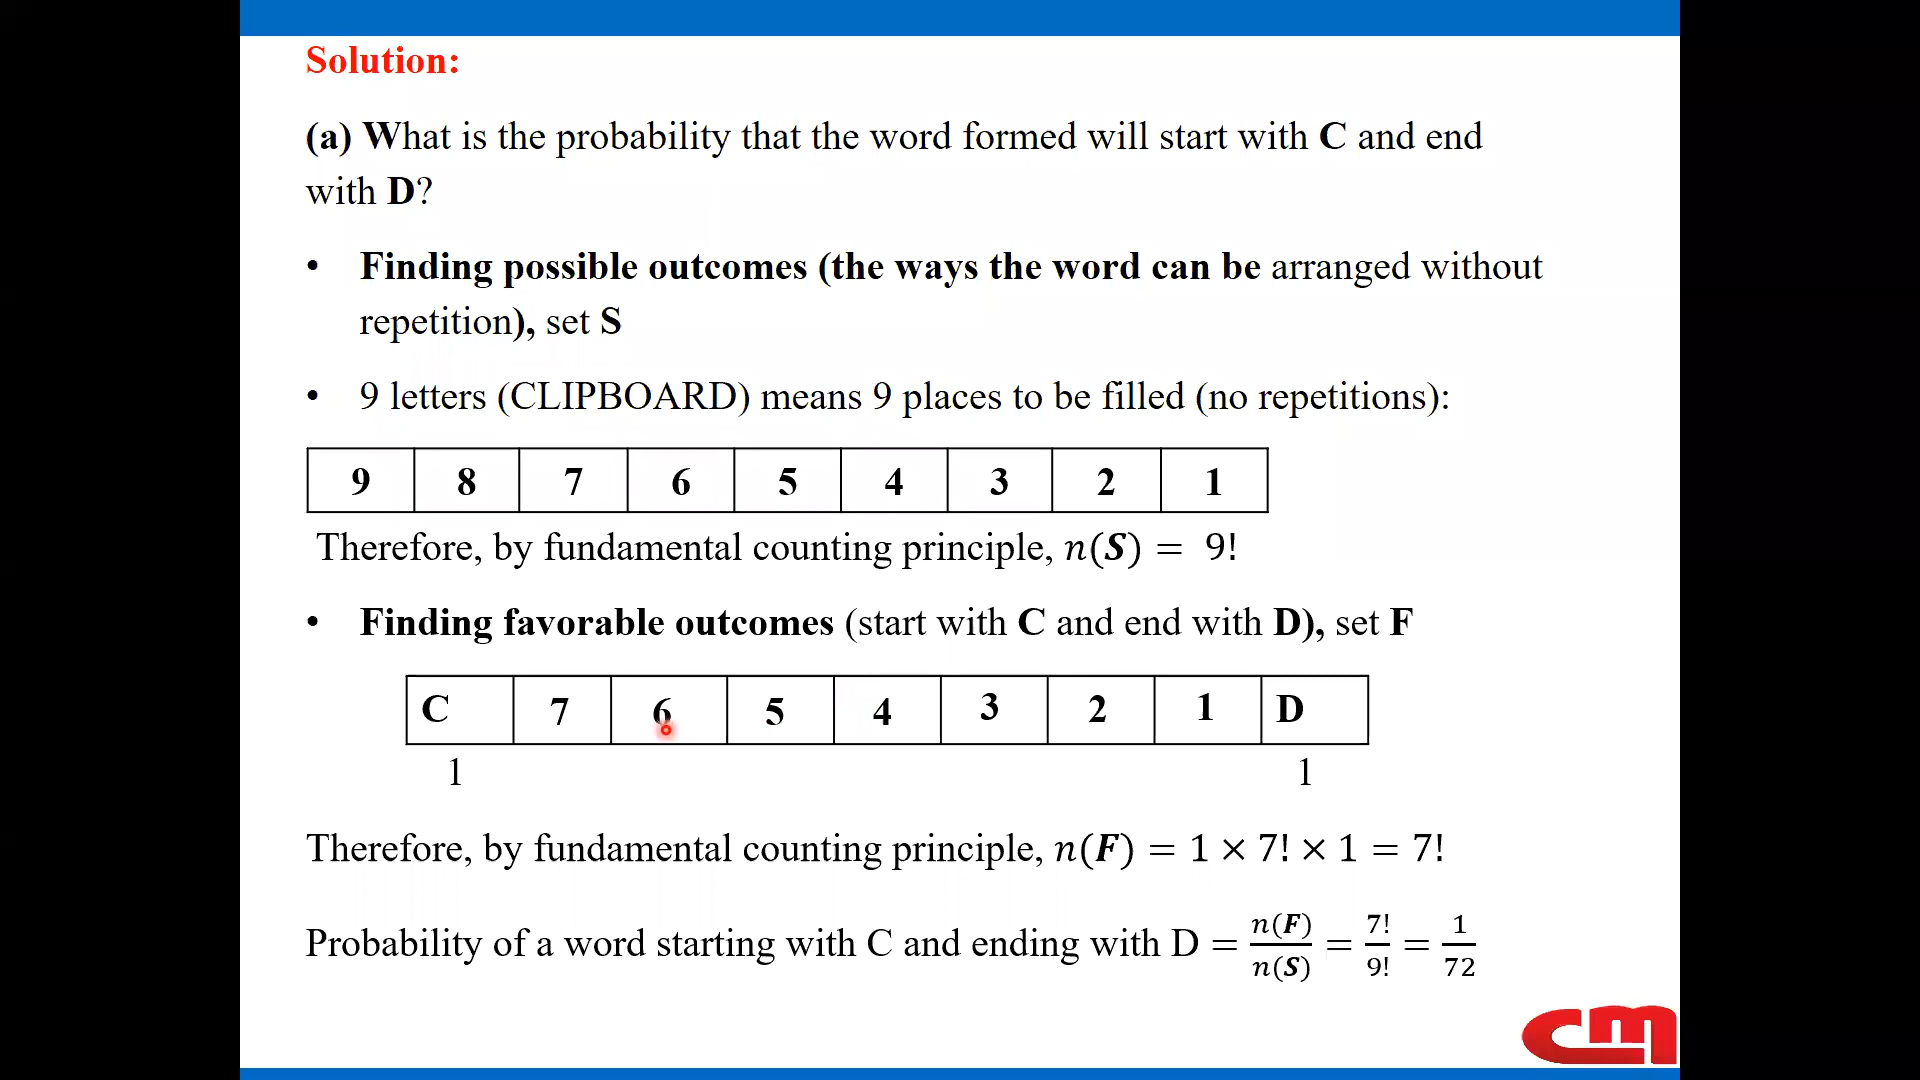 Solution:
(a) What is the probability that the word formed will start with C and end
with D?
• Finding possible outcomes (the ways the word can be arranged without
repetition), set S
• 9 letters (CLIPBOARD) means 9 places to be filled (no repetitions):
9 8 7 6 5 4 3 2 1
Therefore, by fundamental counting principle, n(S) = 9!
• Finding favorable outcomes (start with C and end with D), set F
C 7 6 5 4 3 2 1 D
1 1
Therefore, by fundamental counting principle, n(F) = 1 × 7! × 1 = 7!
Probability of a word starting with C and ending with D = n(F)/n(S) = 7!/9! = 1/72
cm